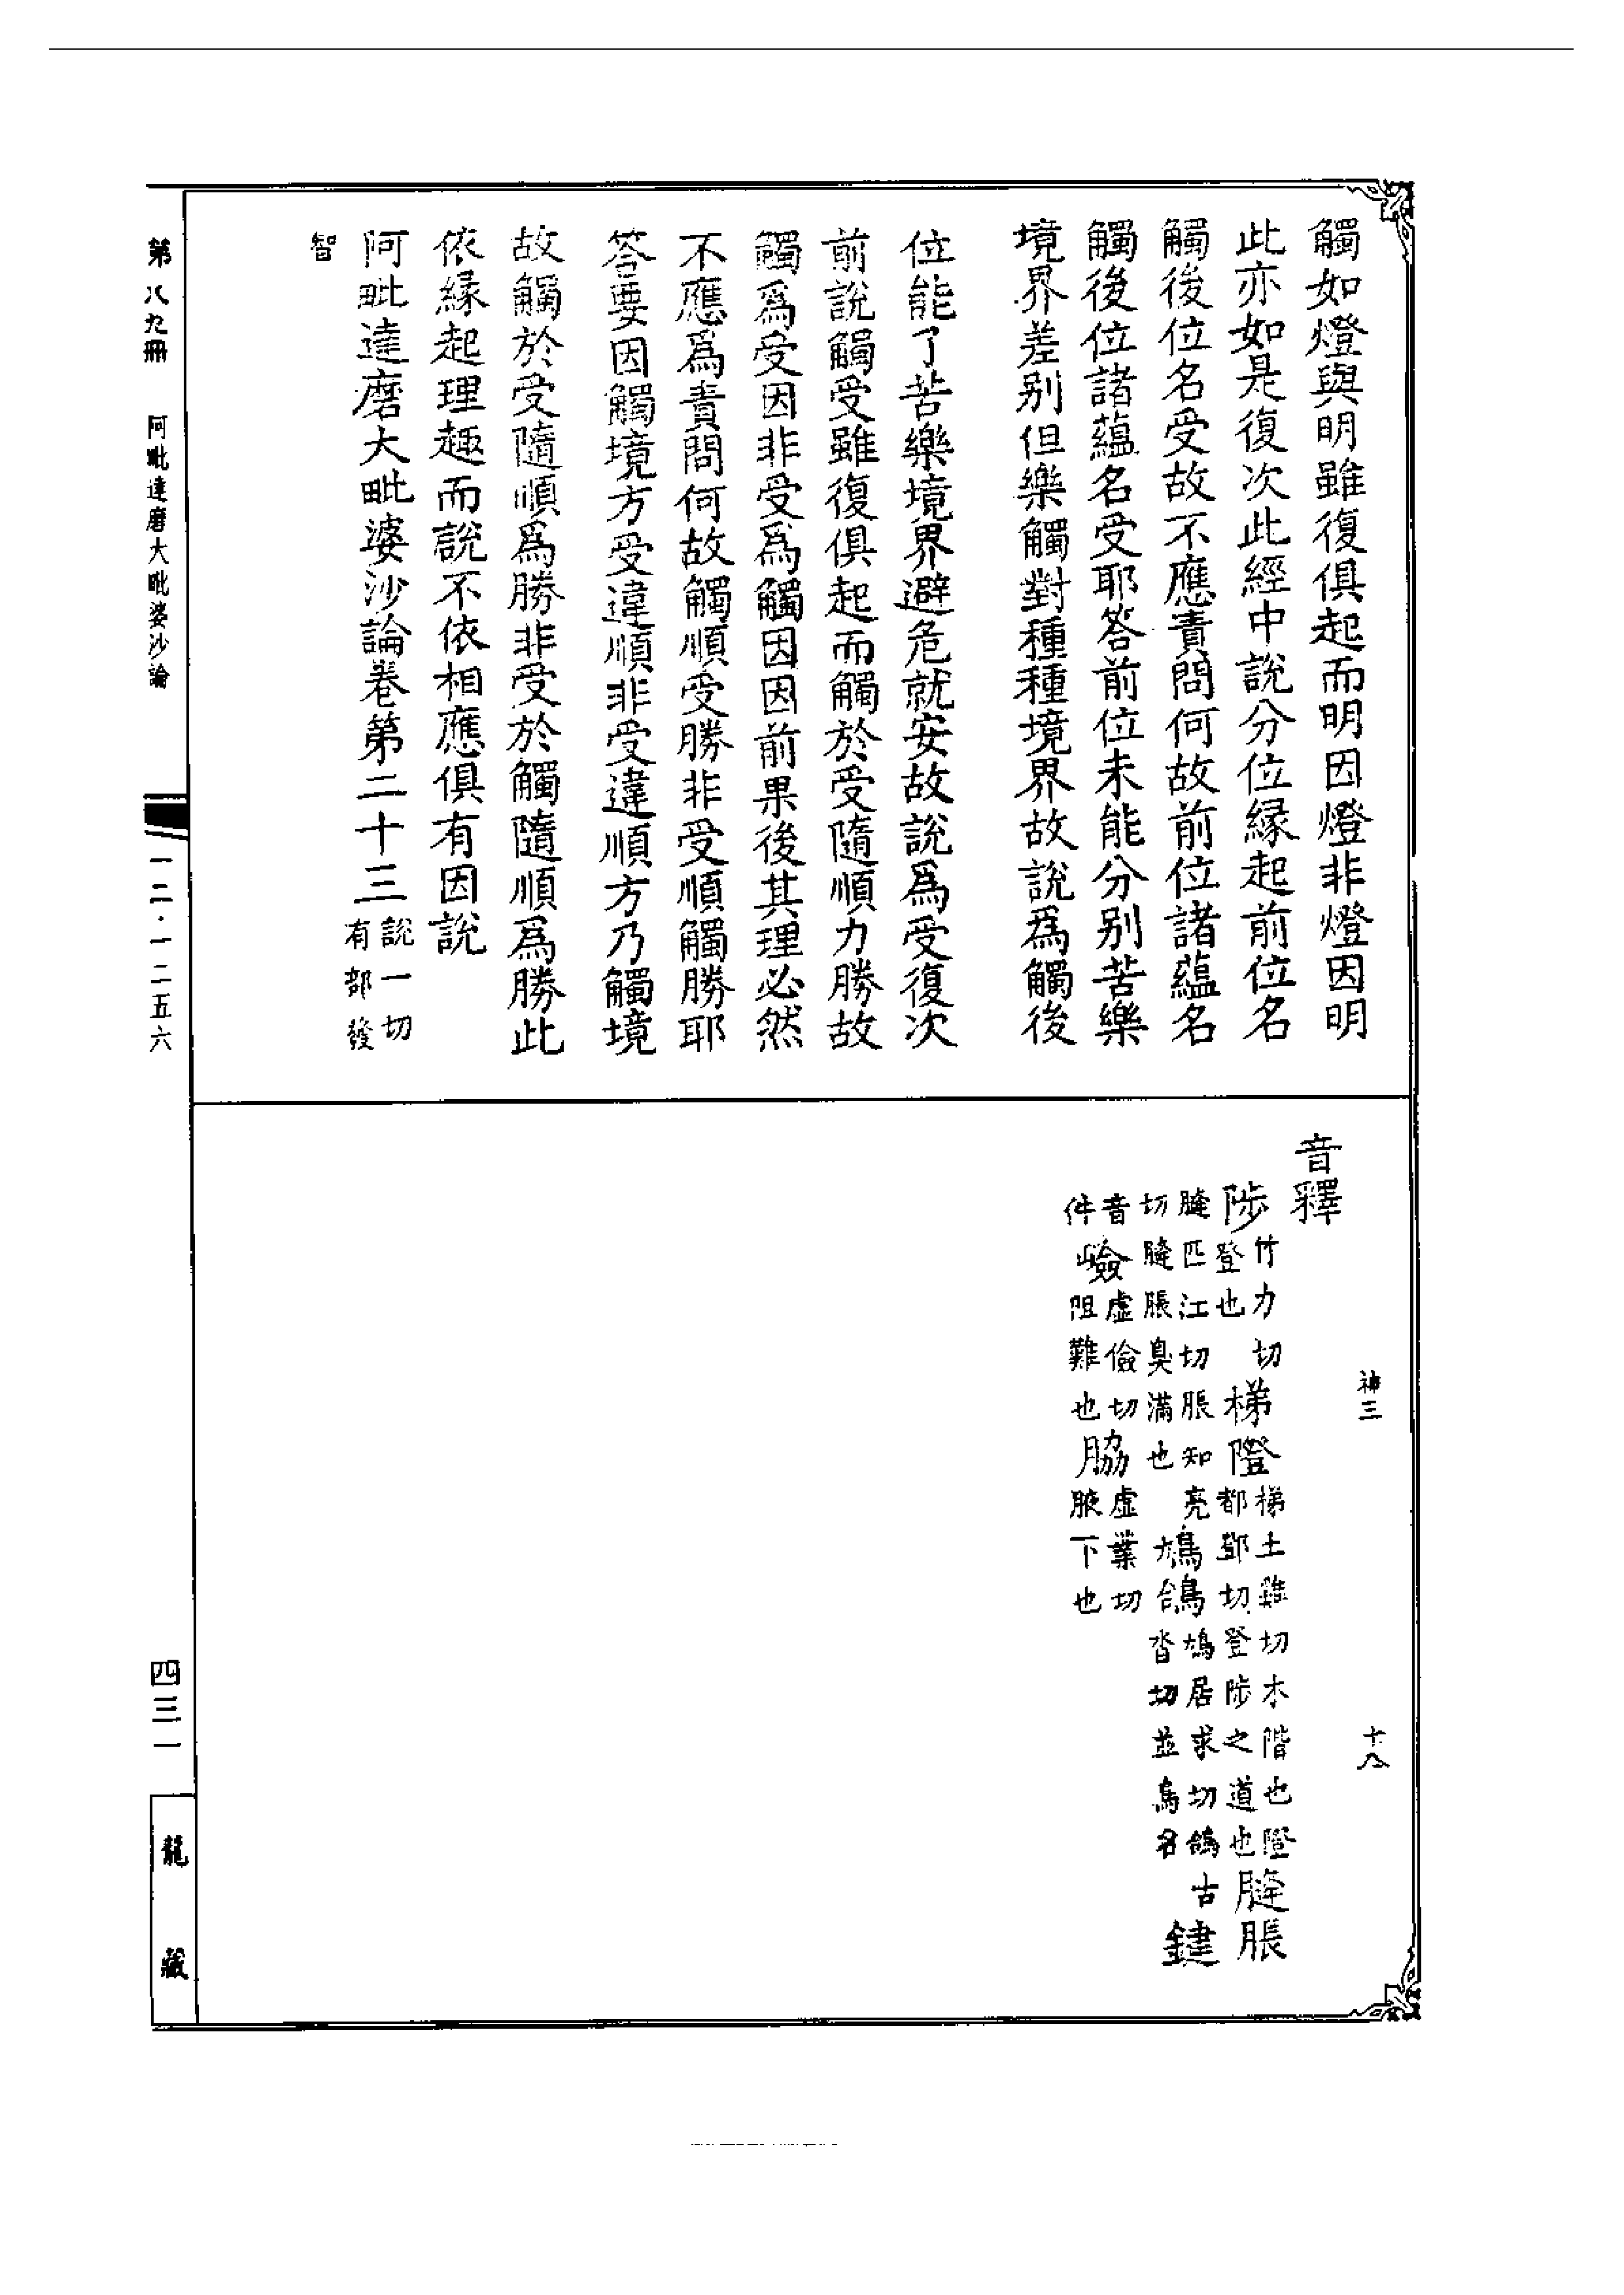 觸如燈與明雖復俱起而明因燈非燈因明
此亦如是復次此經中說分位緣起前位名
觸後位名受故不應責問何故前位諸蘊名
觸後位諸蘊名受耶答前位未能分别苦樂
境界差别但樂觸對種種境界故說爲觸後
位能了苦樂境界避危就安故說爲受復次
前說觸受雖復俱起而觸於受隨順力勝故
觸爲受因非受爲觸因因前果後其理必然
不應爲責問何故觸順受勝非受順觸勝耶
答要因觸境方受違順非受違順方乃觸境
故觸於受隨順爲勝非受於觸隨順爲勝此
依緣起理趣而說不依相應俱有因說
阿毗達磨大毗婆沙論卷第二十三 說一切有部發
智
音釋
陟 竹力切登也 梯隥 梯土雞切木階也隥都鄧切登陟之道也 膖脹
膖匹江切脹知亮切膖脹臭滿也 鳩鴿 鳩居求切鴿古沓切並鳥名 鍵
音件 嶮 虛儉切阻難也 脇 虛業切腋下也
神三
十八
第八九冊
阿毗達磨大毗婆沙論
一二·一二五六
四三一
龍藏